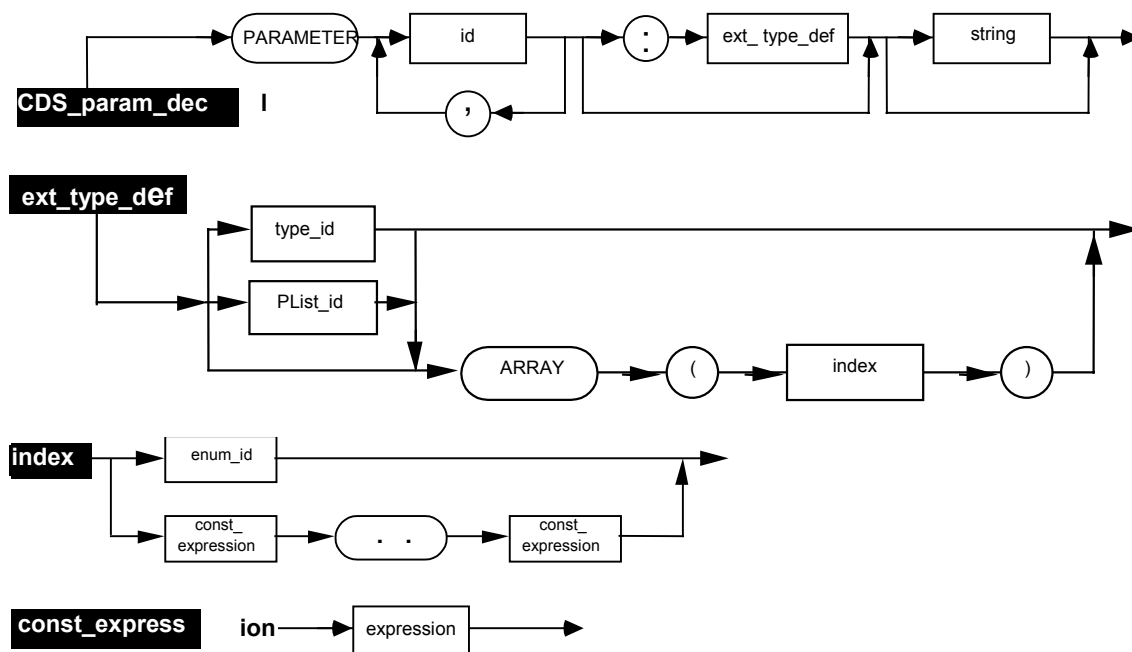 PARAMETER id : ext_ type_def string
CDS_param_dec l
,
ext_type_def
type_id
PList_id
ARRAY ( index )
index enum_id
const_
expression . . const_
expression
const_express ion expression